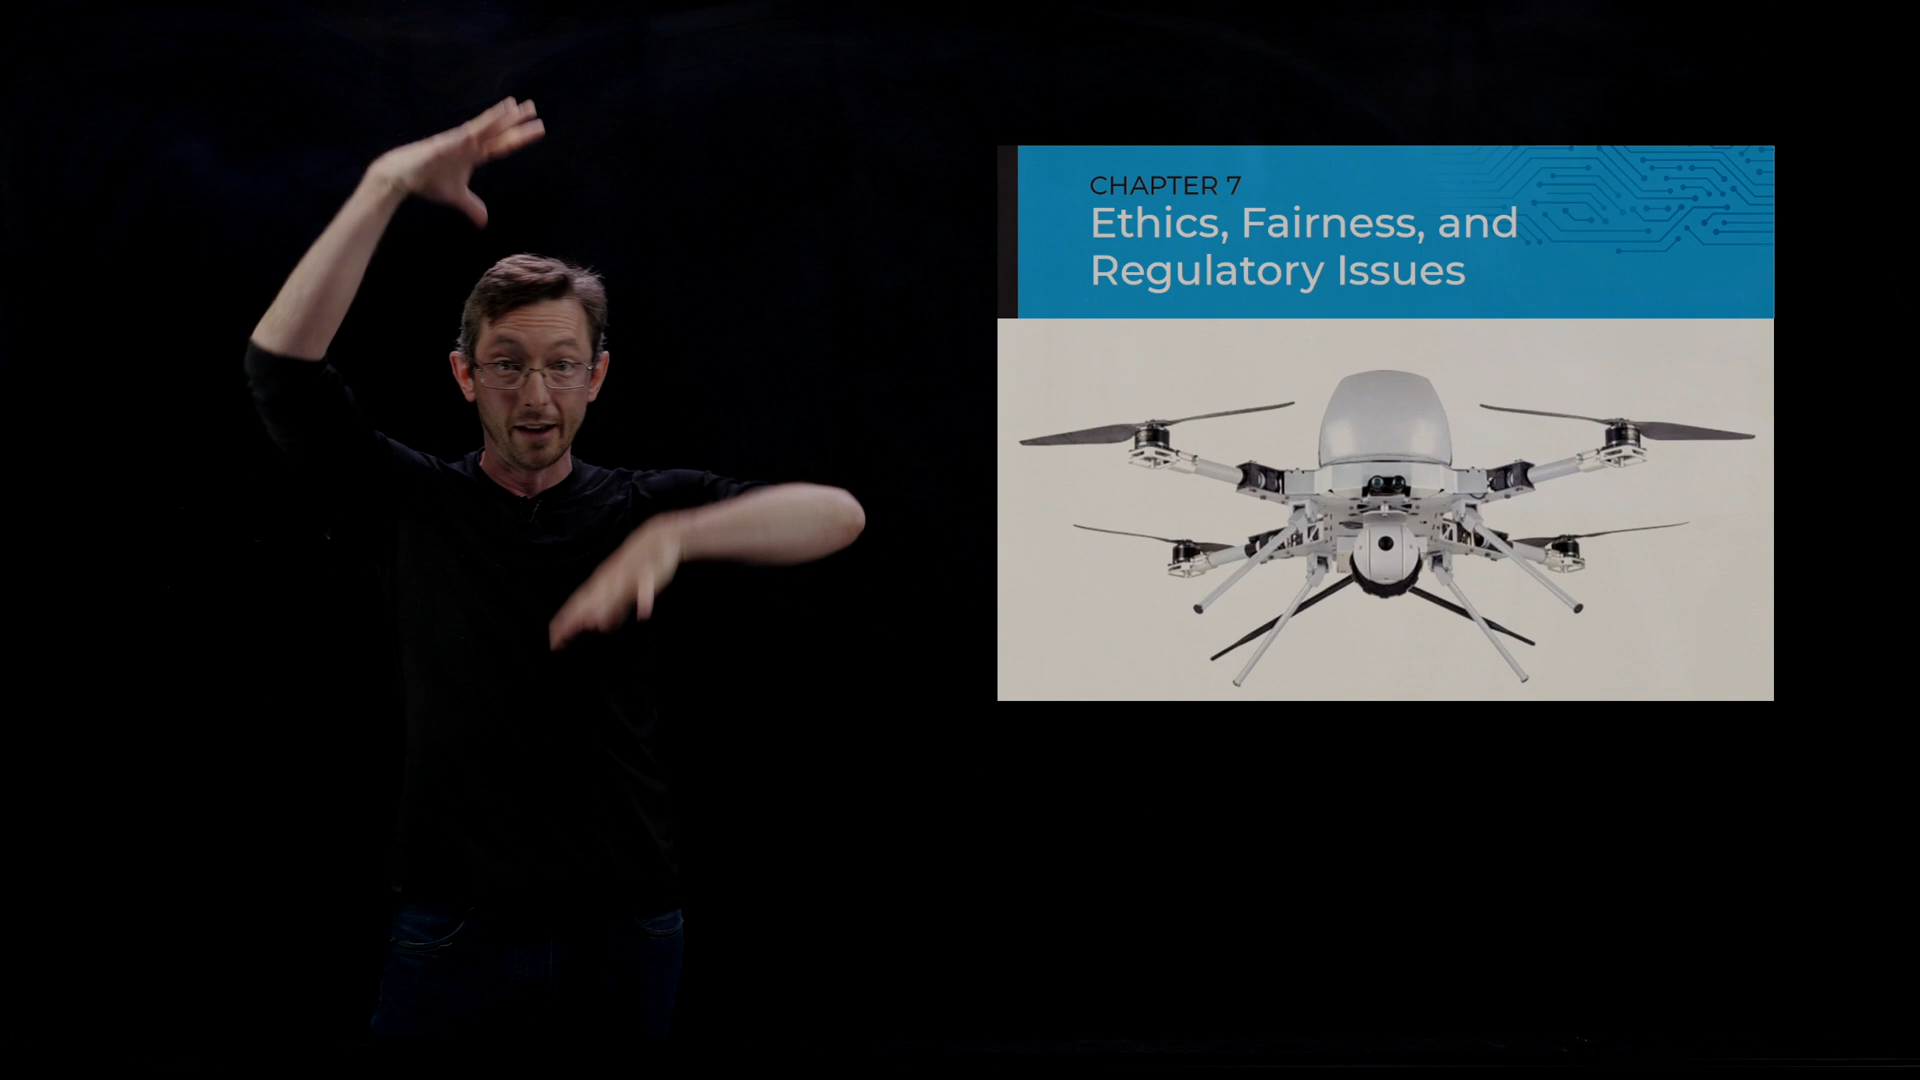 CHAPTER 7
Ethics, Fairness, and
Regulatory Issues